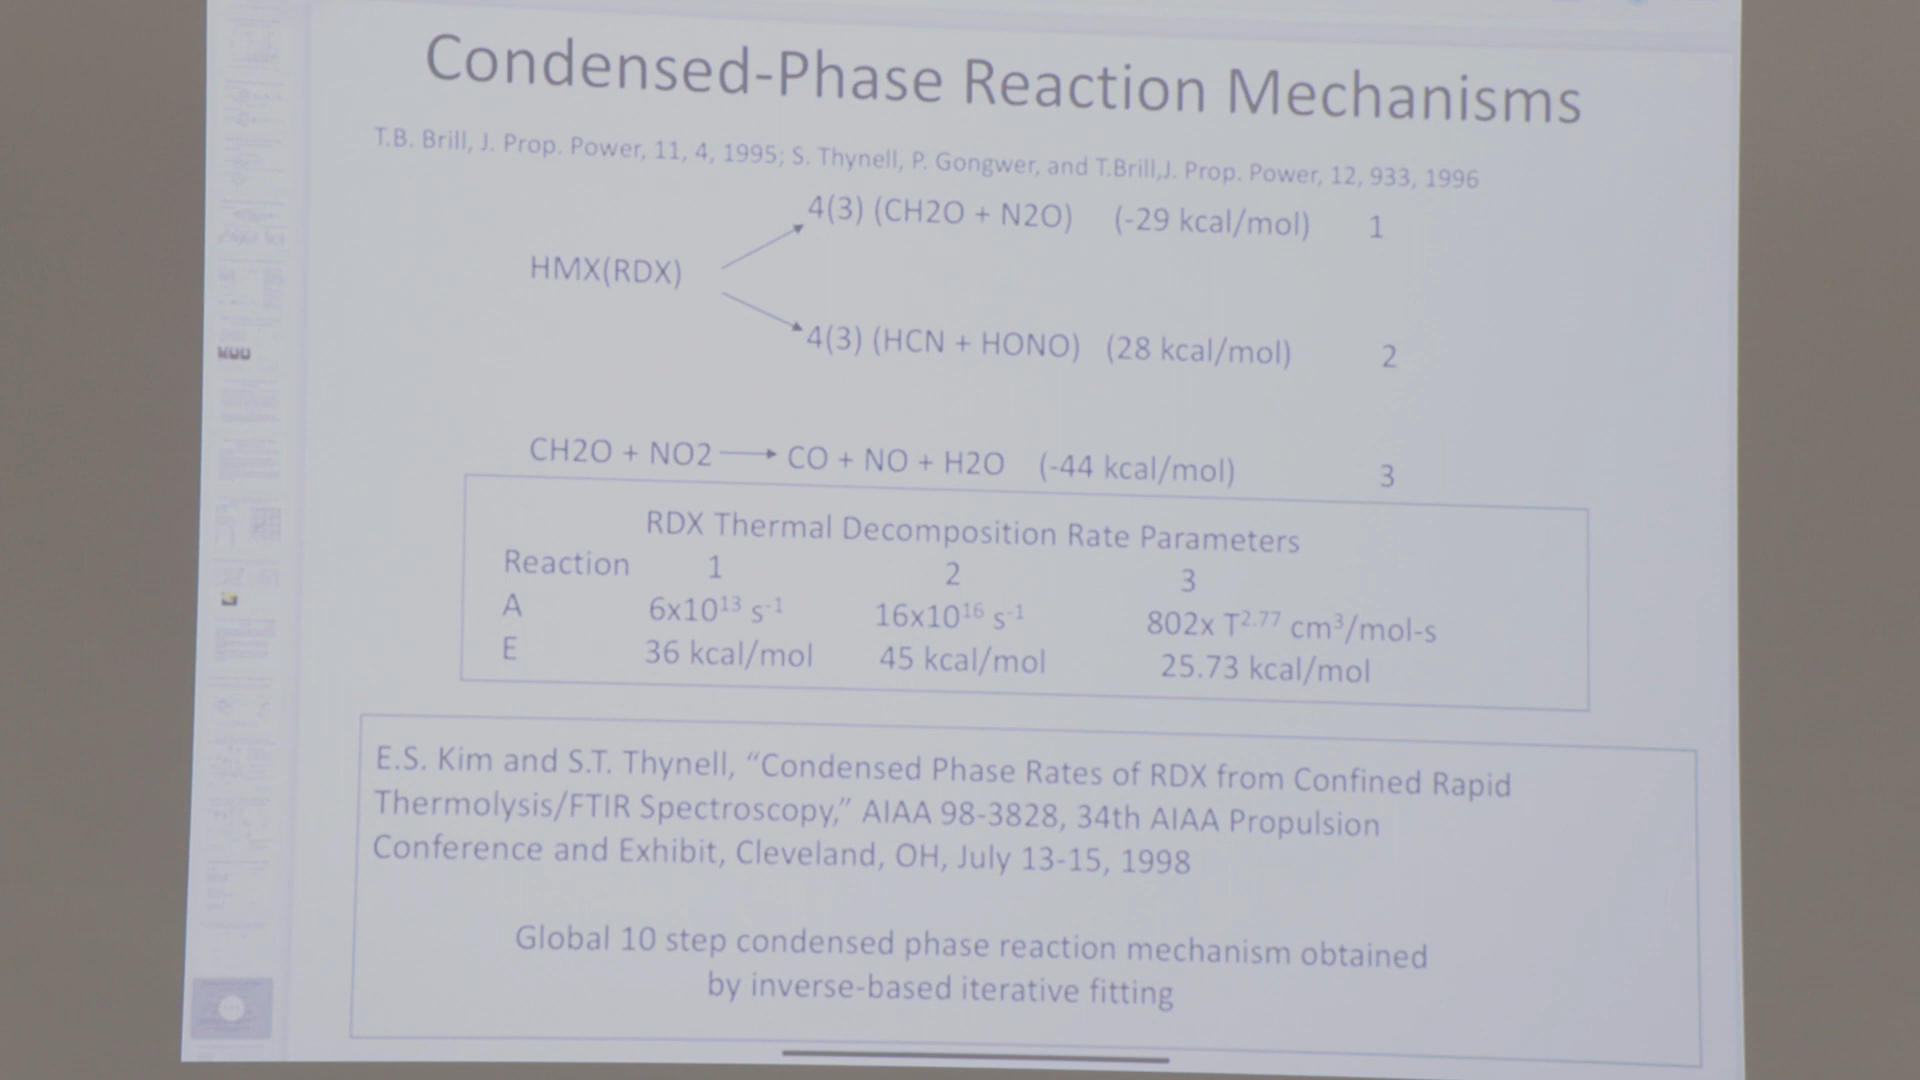 Condensed-Phase Reaction Mechanisms
T.B. Brill, J. Prop. Power, 11, 4, 1995; S. Thynell, P. Gongwer, and T.Brill,J. Prop. Power, 12, 933, 1996
4(3) (CH2O + N2O) (-29 kcal/mol) 1
HMX(RDX)
4(3) (HCN + HONO) (28 kcal/mol) 2
CH2O + NO2 → CO + NO + H2O (-44 kcal/mol) 3
RDX Thermal Decomposition Rate Parameters
Reaction 1 2 3
A 6x10¹³ s⁻¹ 16x10¹⁶ s⁻¹ 802x T²·⁷⁷ cm³/mol-s
E 36 kcal/mol 45 kcal/mol 25.73 kcal/mol
E.S. Kim and S.T. Thynell, “Condensed Phase Rates of RDX from Confined Rapid
Thermolysis/FTIR Spectroscopy,” AIAA 98-3828, 34th AIAA Propulsion
Conference and Exhibit, Cleveland, OH, July 13-15, 1998
Global 10 step condensed phase reaction mechanism obtained
by inverse-based iterative fitting